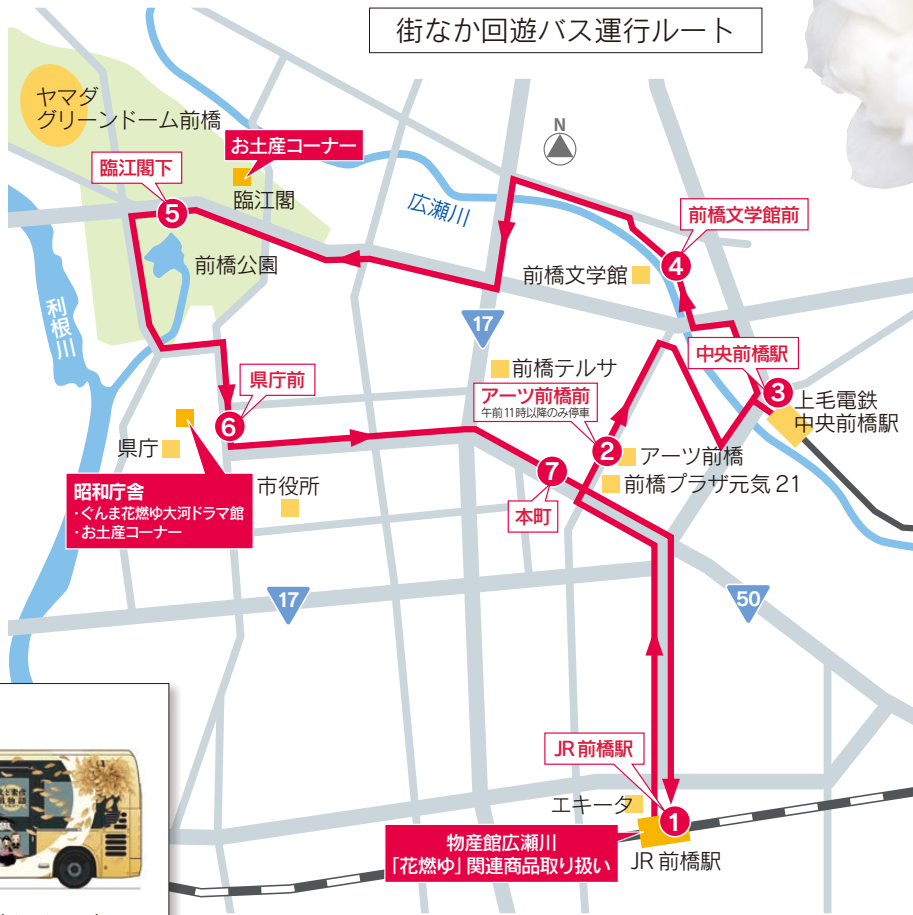 街なか回遊バス運行ルート
ヤマダ
グリーンドーム前橋
お土産コーナー
臨江閣
臨江閣下
5
前橋公園
利根川
N
広瀬川
前橋文学館前
4
前橋文学館
17
中央前橋駅
3
上毛電鉄
中央前橋駅
前橋テルサ
アーツ前橋前
午前11時以降のみ停車
2
アーツ前橋
前橋プラザ元気21
県庁前
6
県庁
昭和庁舎
・ぐんま花燃ゆ大河ドラマ館
・お土産コーナー
市役所
7
本町
17
50
JR前橋駅
エキータ
1
物産館広瀬川
「花燃ゆ」関連商品取り扱い
JR前橋駅